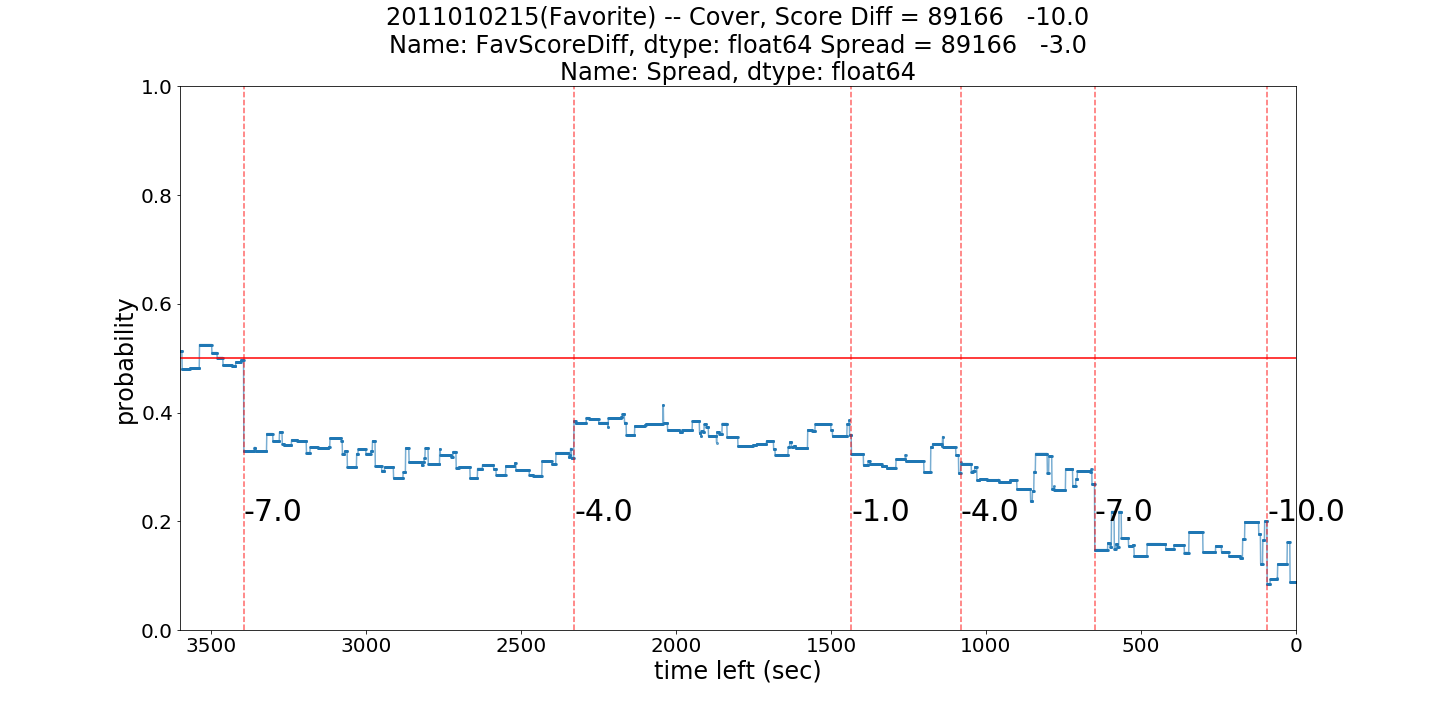 2011010215(Favorite) -- Cover, Score Diff = 89166   -10.0
Name: FavScoreDiff, dtype: float64 Spread = 89166   -3.0
Name: Spread, dtype: float64
1.0
0.8
0.6
0.4
0.2
0.0
probability
-7.0
-4.0
-1.0
-4.0
-7.0
-10.0
3500 3000 2500 2000 1500 1000 500 0
time left (sec)